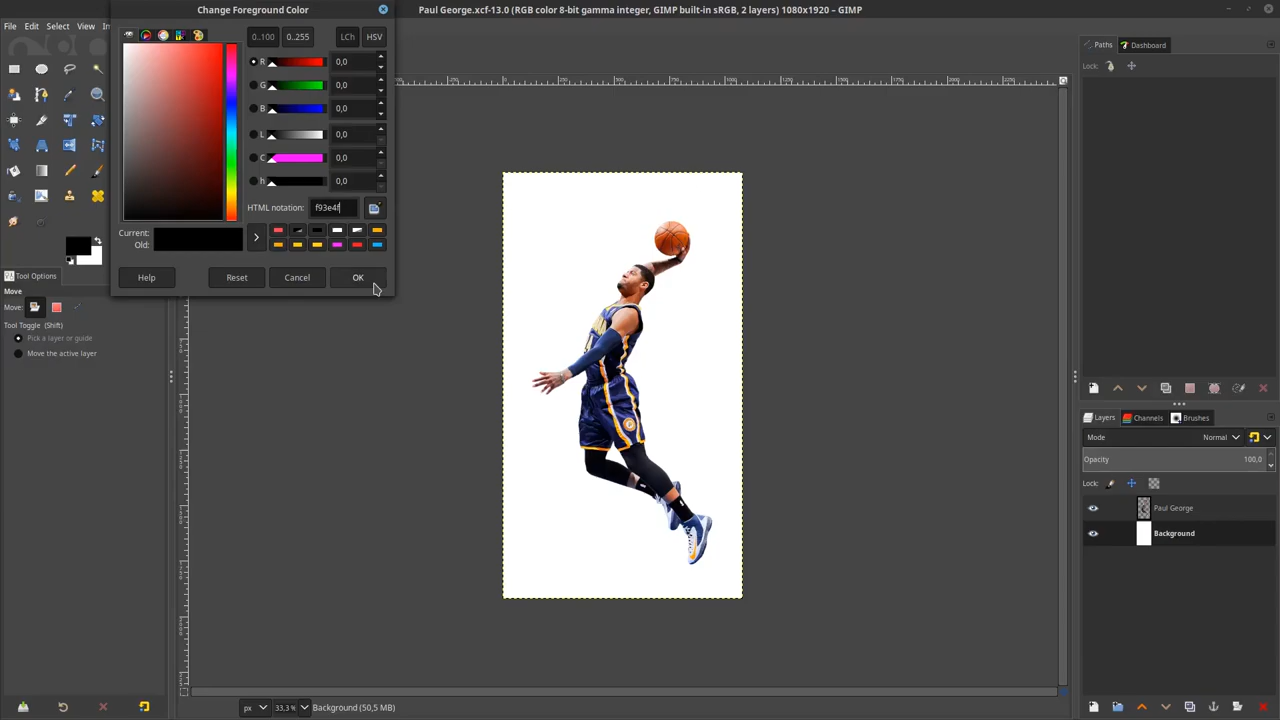 Change Foreground Color
Paul George.xcf-13.0 (RGB color 8-bit gamma integer, GIMP built-in sRGB, 2 layers) 1080x1920 – GIMP
File Edit Select View
0..100 0..255 LCh HSV
R 0,0
G 0,0
B 0,0
L 0,0
C 0,0
h 0,0
HTML notation: f93e4f
Current:
Old:
Help Reset Cancel OK
Tool Options
Move
Move:
Tool Toggle (Shift)
Pick a layer or guide
Move the active layer
Paths Dashboard
Lock:
Layers Channels Brushes
Mode Normal
Opacity 100,0
Lock:
Paul George
Background
px 33,3 % Background (50,5 MB)